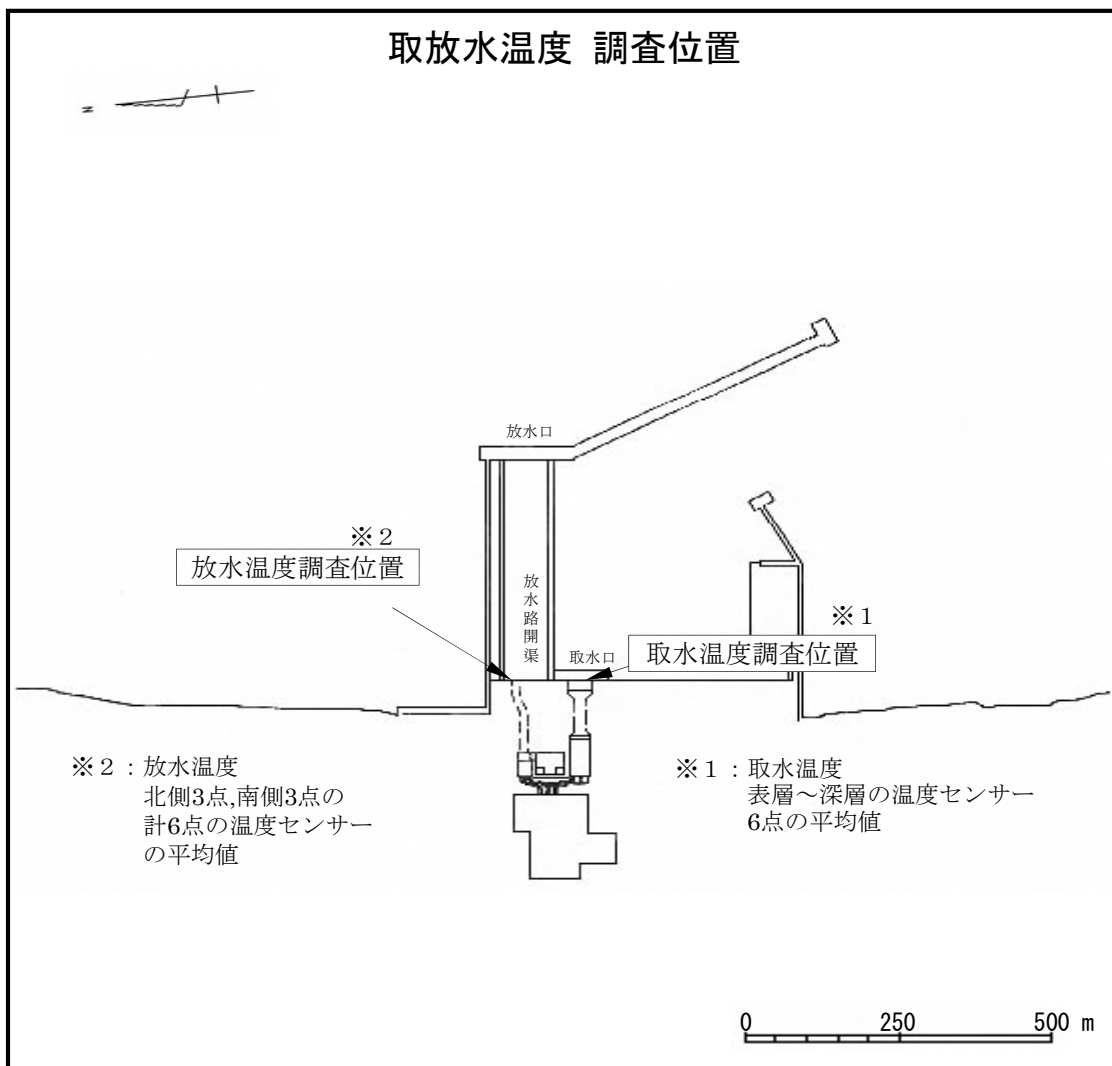 取放水温度 調査位置
N
放水口
※2
放水温度調査位置
放水路開渠
※1
取水口
取水温度調査位置
※2：放水温度
北側3点,南側3点の
計6点の温度センサー
の平均値
※1：取水温度
表層～深層の温度センサー
6点の平均値
0 250 500 m